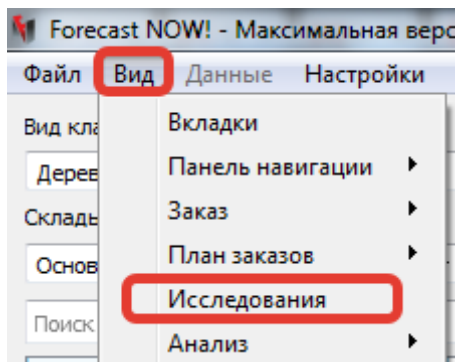 Forecast NOW! - Максимальная верс
Файл Вид Данные Настройки
Вид кла
Вкладки
Дерев
Панель навигации
Склады
Заказ
Основ
План заказов
Исследования
Поиск
Анализ